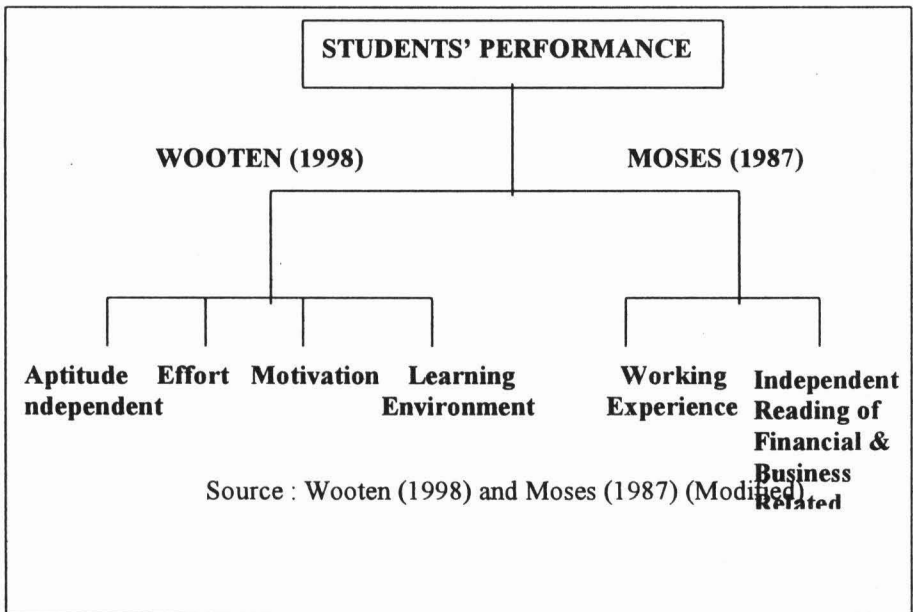 STUDENTS' PERFORMANCE
WOOTEN (1998)
MOSES (1987)
Aptitude
ndependent
Effort
Motivation
Learning
Environment
Working
Experience
Independent
Reading of
Financial &
Business
Related
Source : Wooten (1998) and Moses (1987) (Modified)